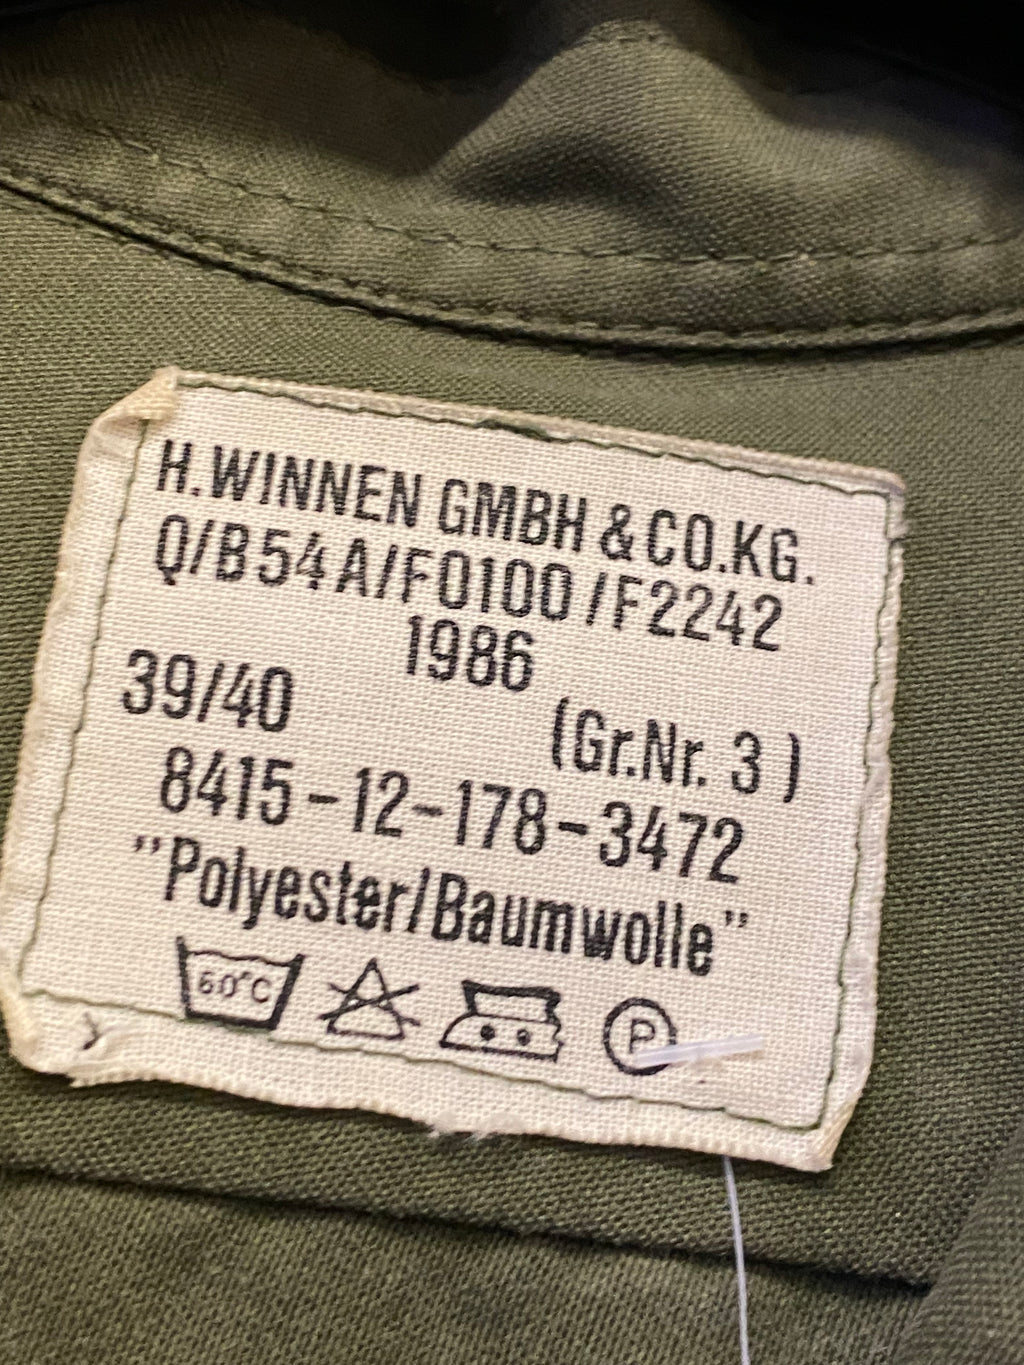 H.WINNEN GMBH & CO.KG.
Q/B54A/F0100/F2242
1986
39/40
(Gr.Nr. 3)
8415-12-178-3472
"Polyester/Baumwolle"
60°C
P